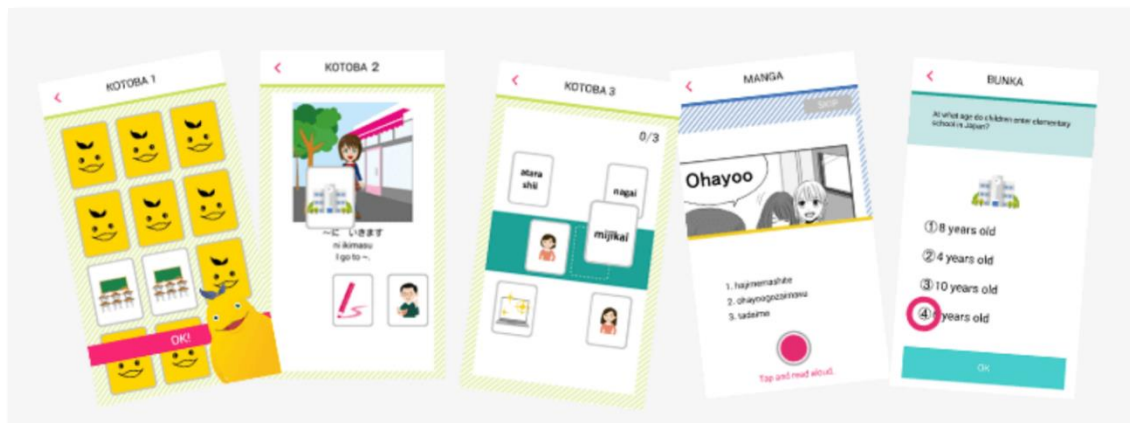 KOTOBA 1
OK!
KOTOBA 2
～に いきます
ni ikimasu
I go to ～.
KOTOBA 3
0/3
atara
shii
nagai
mijikai
MANGA
SKIP
Ohayoo
1. hajimemashite
2. ohayoogozaimasu
3. tadaima
Tap and read aloud.
BUNKA
At what age do children enter elementary
school in Japan?
①8 years old
②4 years old
③10 years old
④ years old
OK